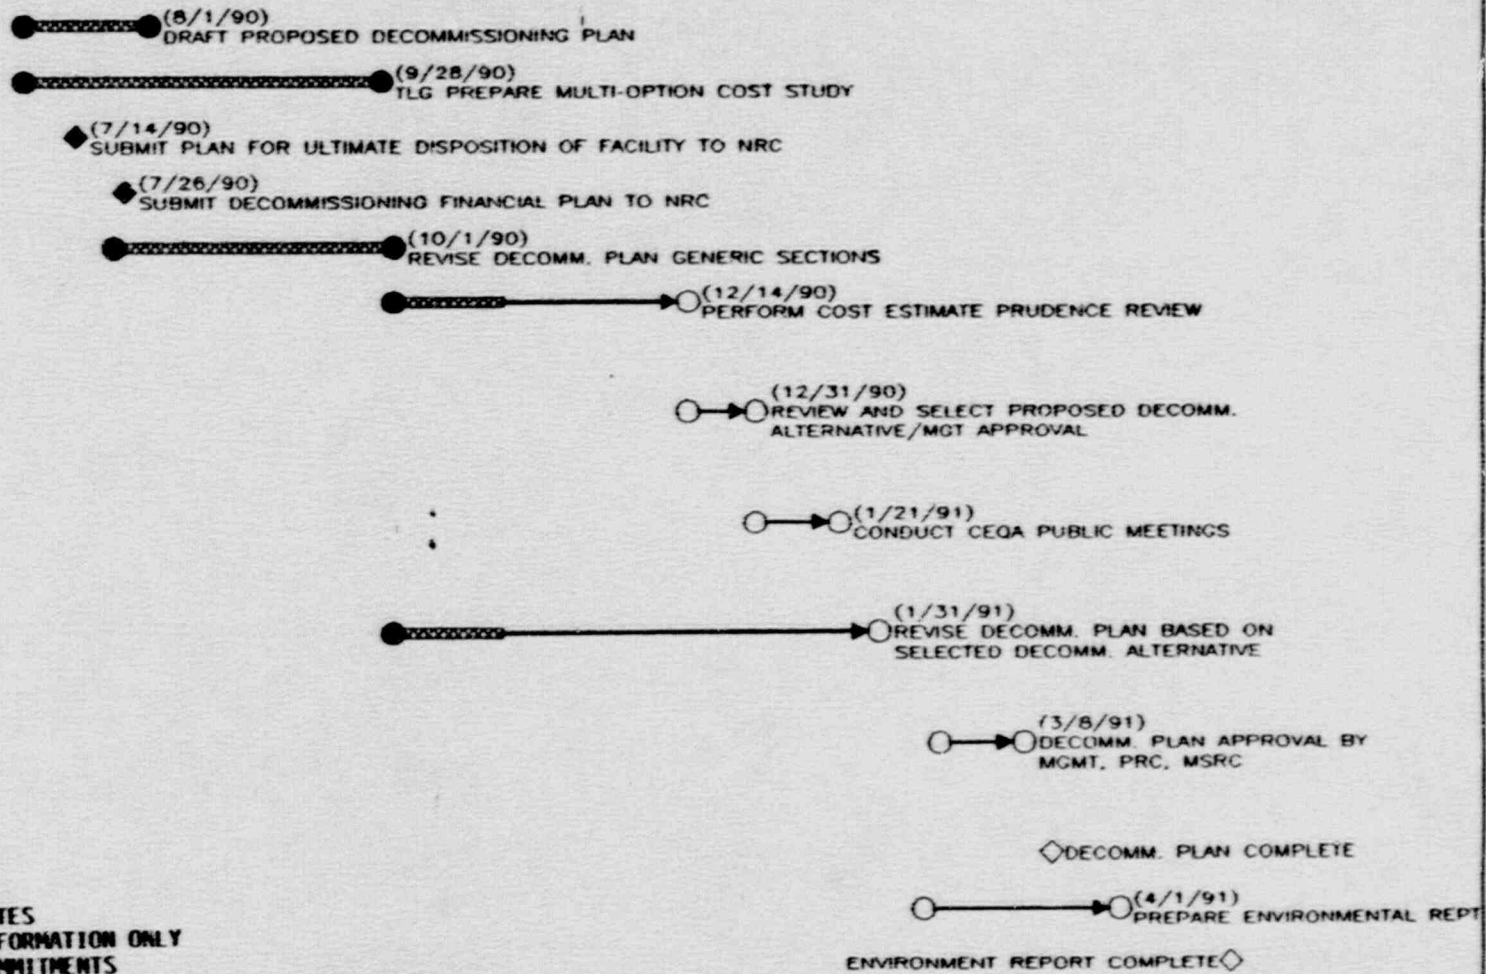 (8/1/90)
DRAFT PROPOSED DECOMMISSIONING PLAN
(9/28/90)
TLG PREPARE MULTI-OPTION COST STUDY
(7/14/90)
SUBMIT PLAN FOR ULTIMATE DISPOSITION OF FACILITY TO NRC
(7/26/90)
SUBMIT DECOMMISSIONING FINANCIAL PLAN TO NRC
(10/1/90)
REVISE DECOMM. PLAN GENERIC SECTIONS
(12/14/90)
PERFORM COST ESTIMATE PRUDENCE REVIEW
(12/31/90)
REVIEW AND SELECT PROPOSED DECOMM.
ALTERNATIVE/MGT APPROVAL
(1/21/91)
CONDUCT CEQA PUBLIC MEETINGS
(1/31/91)
REVISE DECOMM. PLAN BASED ON
SELECTED DECOMM. ALTERNATIVE
(3/8/91)
DECOMM. PLAN APPROVAL BY
MGMT, PRC, MSRC
DECOMM. PLAN COMPLETE
(4/1/91)
PREPARE ENVIRONMENTAL REPT
ENVIRONMENT REPORT COMPLETE
TES
FORMATION ONLY
MMITMENTS